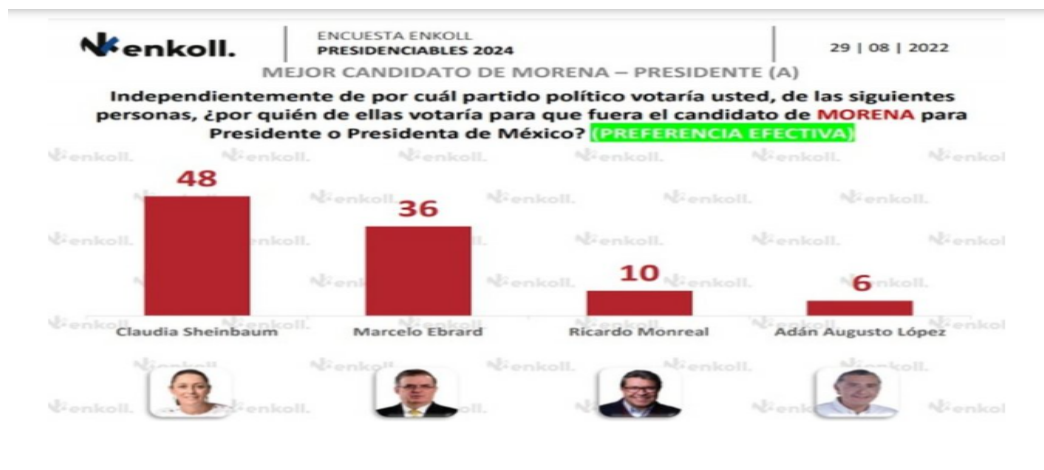 enkoll.
ENCUESTA ENKOLL
PRESIDENCIABLES 2024
29 | 08 | 2022
MEJOR CANDIDATO DE MORENA – PRESIDENTE (A)
Independientemente de por cuál partido político votaría usted, de las siguientes
personas, ¿por quién de ellas votaría para que fuera el candidato de MORENA para
Presidente o Presidenta de México? (PREFERENCIA EFECTIVA)
48
36
10
6
Claudia Sheinbaum
Marcelo Ebrard
Ricardo Monreal
Adán Augusto López